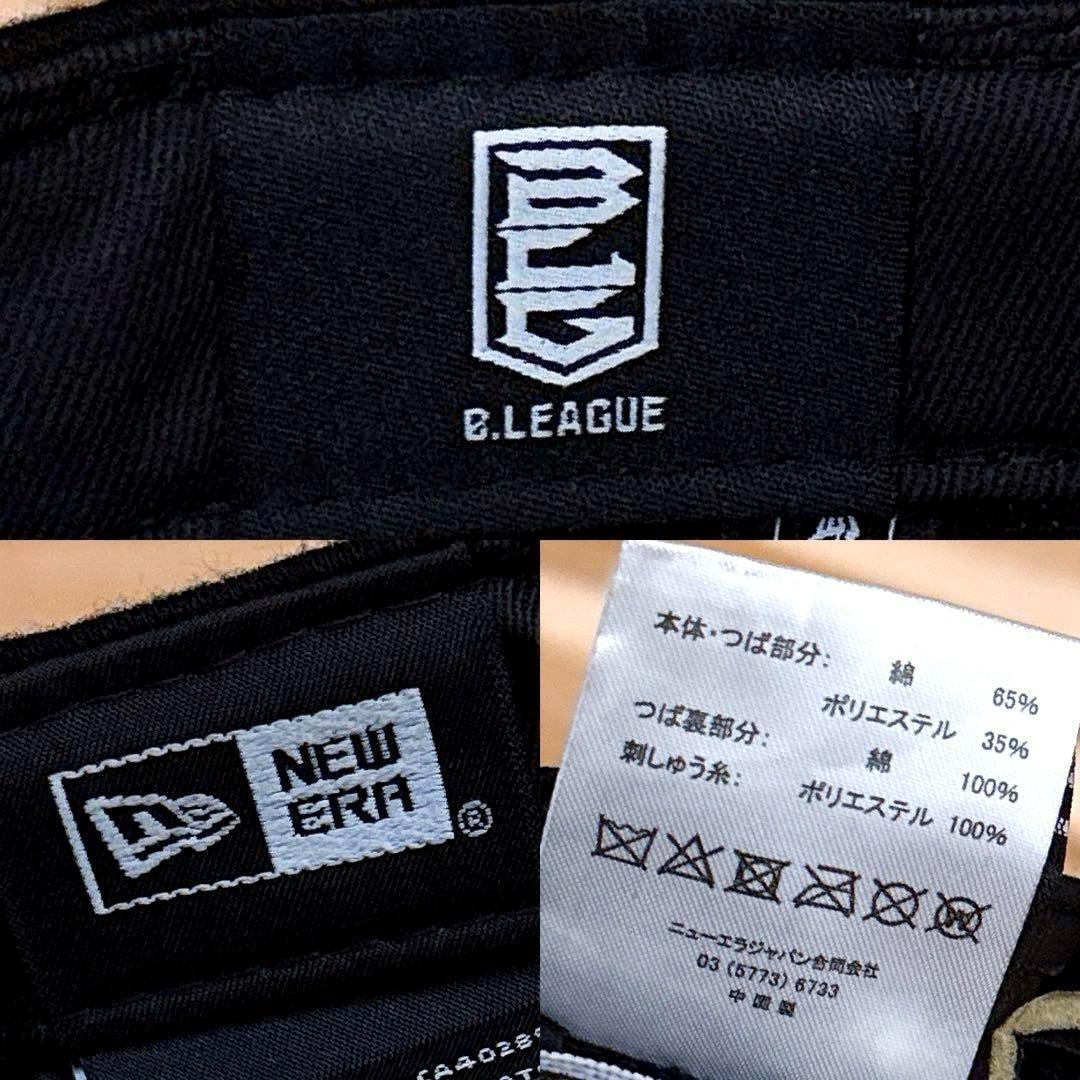 BLG
B.LEAGUE
NEW
ERA
®
CA4028
本体・つば部分: 綿 65%
ポリエステル 35%
つば裏部分: 綿 100%
刺しゅう糸: ポリエステル 100%
W
ニューエラジャパン合同会社
03 (5773) 6733
中国製